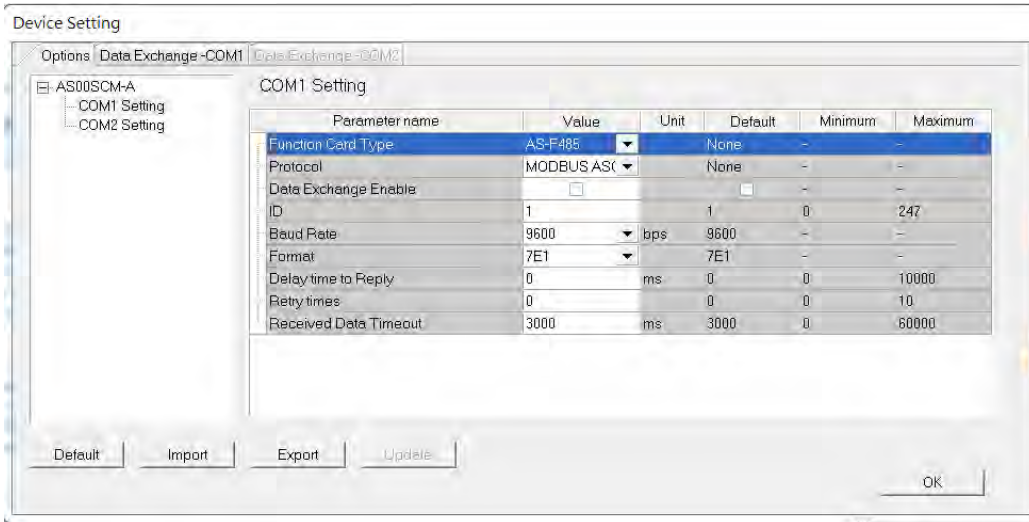 Device Setting
Options Data Exchange -COM1 Data Exchange -COM2
AS00SCM-A
COM1 Setting
COM2 Setting
COM1 Setting
Parameter name Value Unit Default Minimum Maximum
Function Card Type AS-F485 None - -
Protocol MODBUS AS( None - -
Data Exchange Enable - -
ID 1 1 0 247
Baud Rate 9600 bps 9600 - -
Format 7E1 7E1 - -
Delay time to Reply 0 ms 0 0 10000
Retry times 0 0 0 10
Received Data Timeout 3000 ms 3000 0 60000
Default Import Export Update
OK